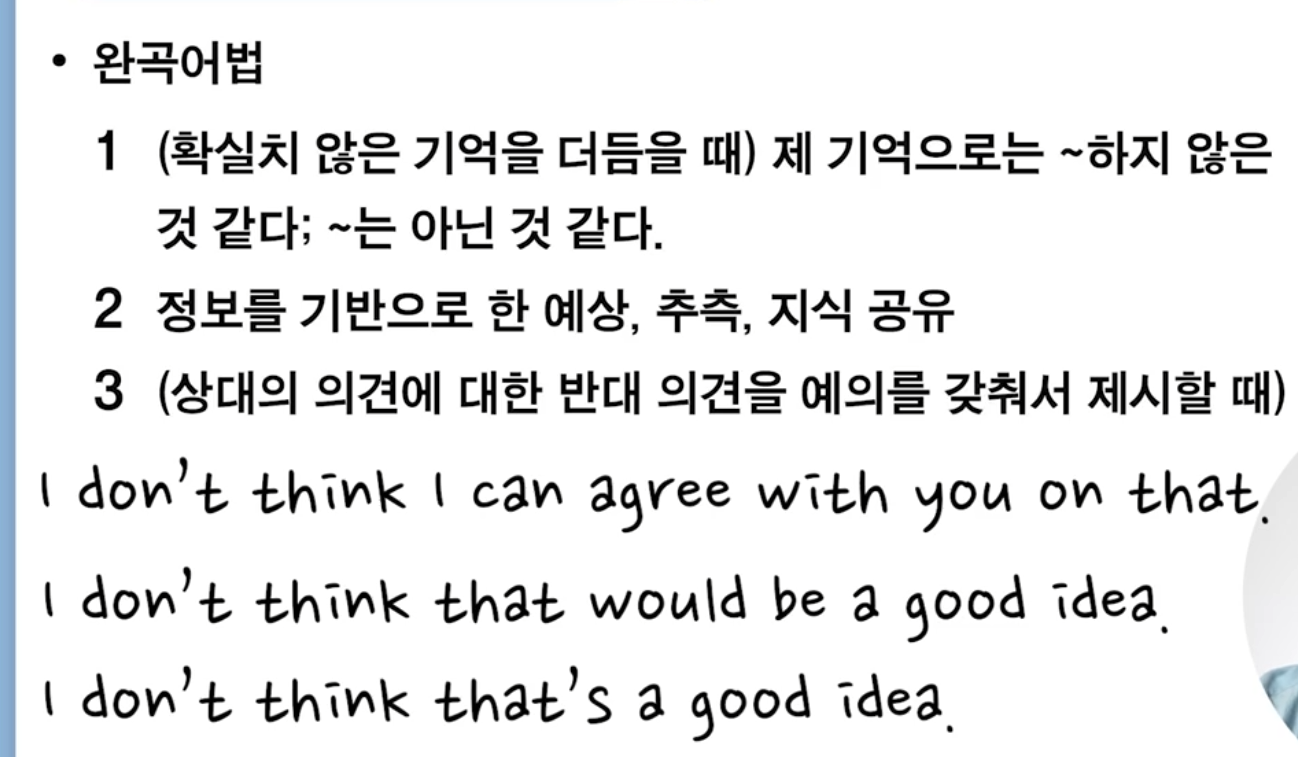 • 완곡어법
1 (확실치 않은 기억을 더듬을 때) 제 기억으로는 ~하지 않은
것 같다; ~는 아닌 것 같다.
2 정보를 기반으로 한 예상, 추측, 지식 공유
3 (상대의 의견에 대한 반대 의견을 예의를 갖춰서 제시할 때)
I don't think I can agree with you on that.
I don't think that would be a good idea.
I don't think that's a good idea.